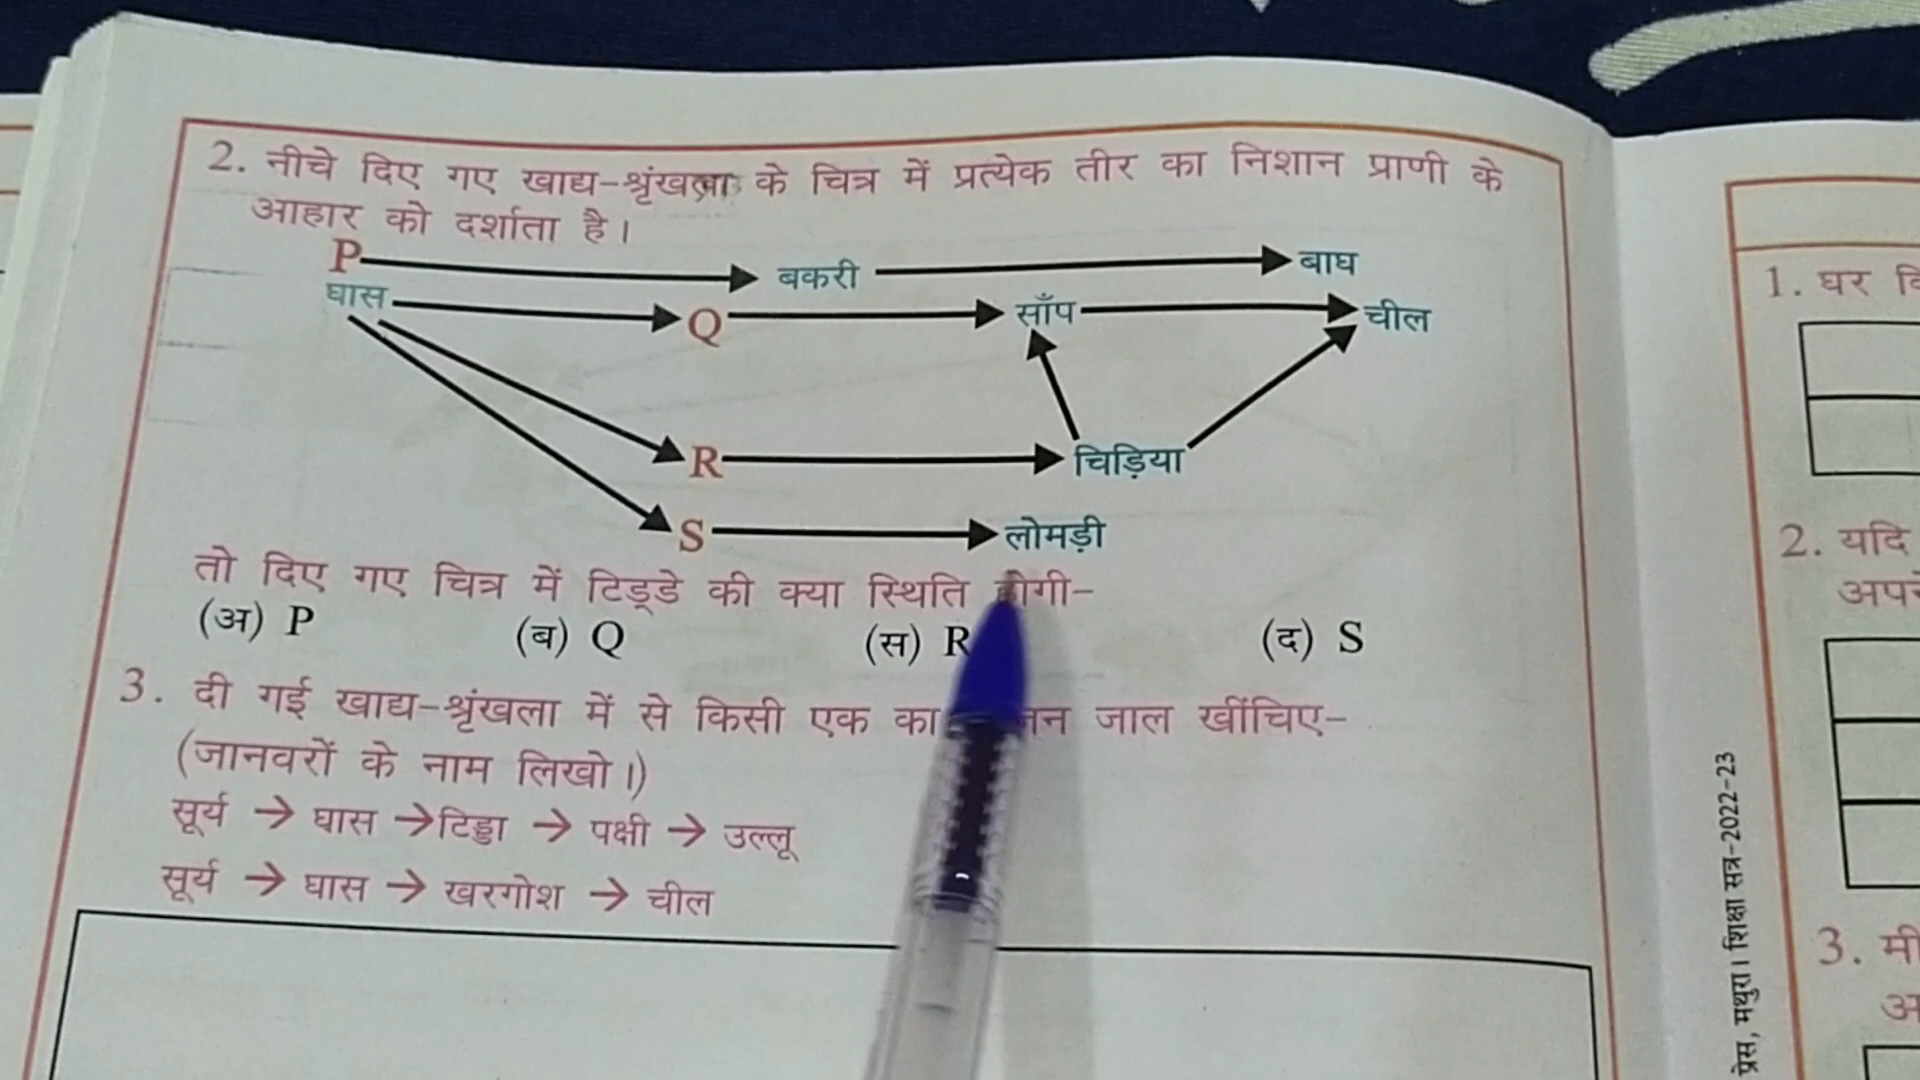 2. नीचे दिए गए खाद्य-श्रृंखला के चित्र में प्रत्येक तीर का निशान प्राणी के
आहार को दर्शाता है।
P बकरी बाघ
घास Q साँप चील
R चिड़िया
S लोमड़ी
तो दिए गए चित्र में टिड्डे की क्या स्थिति होगी-
(अ) P (ब) Q (स) R (द) S
3. दी गई खाद्य-श्रृंखला में से किसी एक का जाल खींचिए-
(जानवरों के नाम लिखो।)
सूर्य → घास → टिड्डा → पक्षी → उल्लू
सूर्य → घास → खरगोश → चील
1. घर
2. यदि
3.
प्रेस, मथुरा। शिक्षा सत्र-2022-23